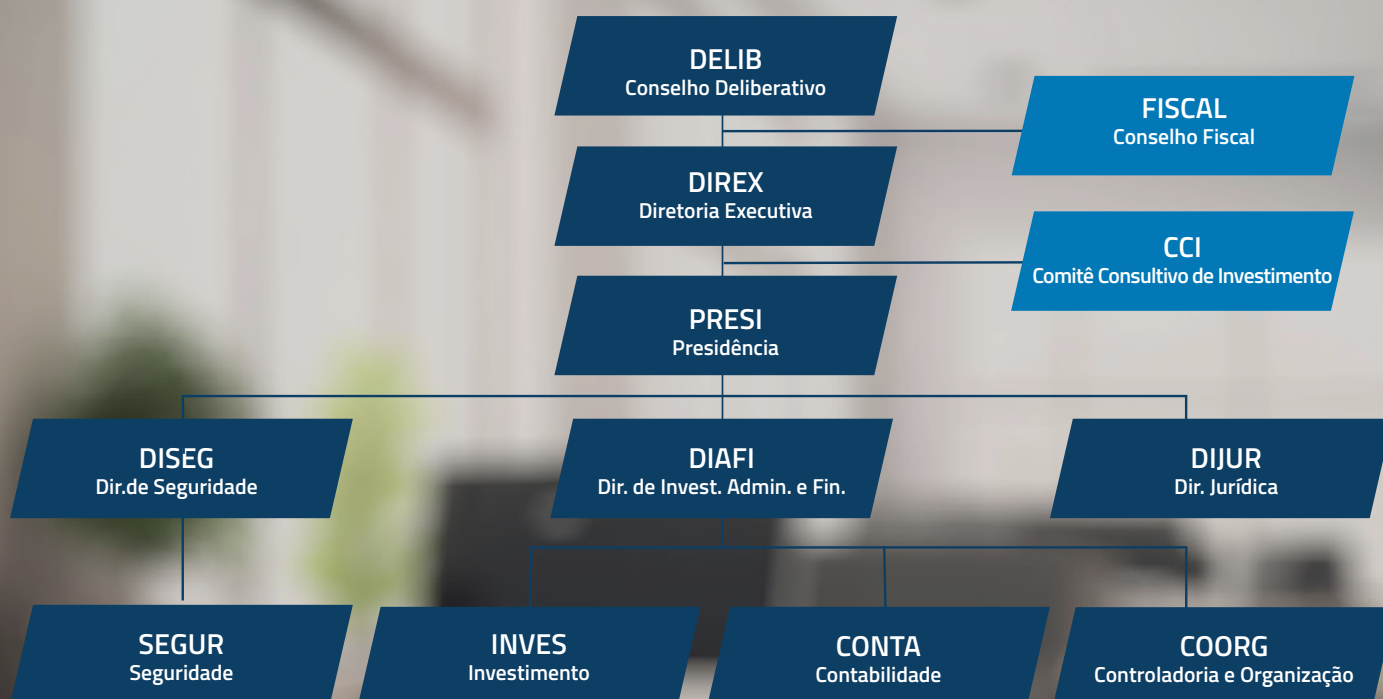 DELIB
Conselho Deliberativo
FISCAL
Conselho Fiscal
DIREX
Diretoria Executiva
CCI
Comitê Consultivo de Investimento
PRESI
Presidência
DISEG
Dir.de Seguridade
DIAFI
Dir. de Invest. Admin. e Fin.
DIJUR
Dir. Jurídica
SEGUR
Seguridade
INVES
Investimento
CONTA
Contabilidade
COORG
Controladoria e Organização